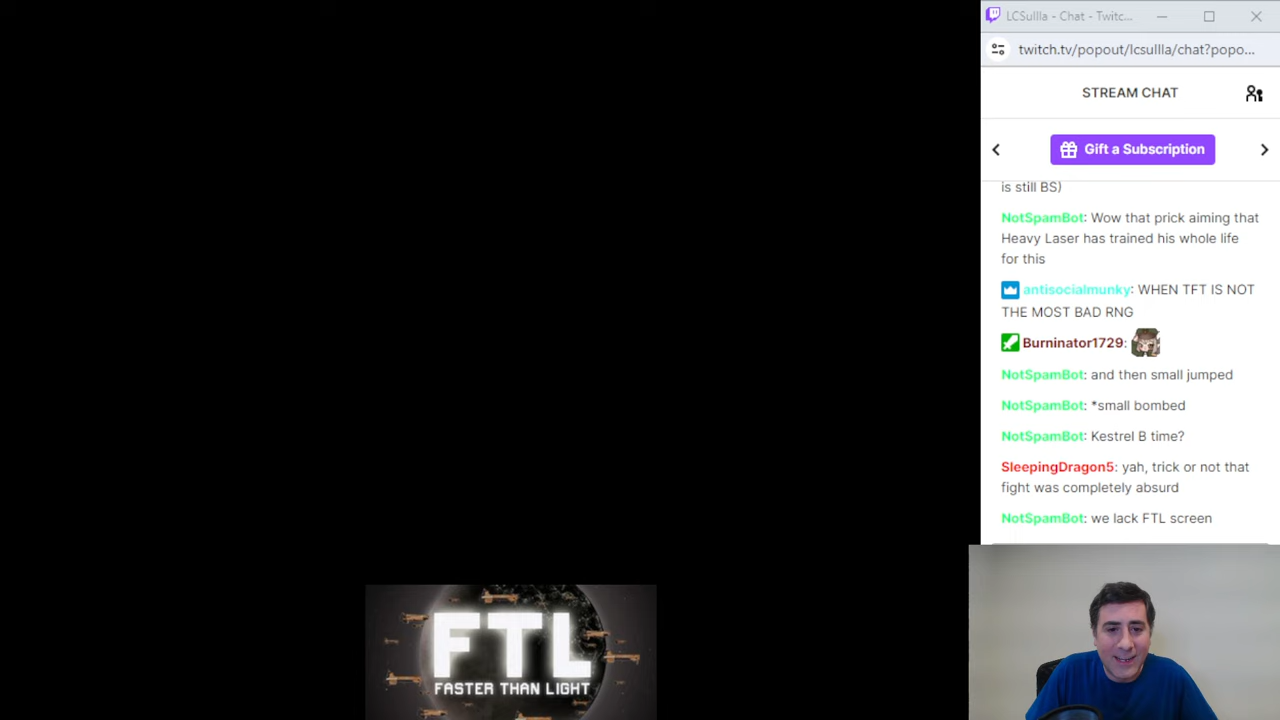 LCSullla - Chat - Twitc...
twitch.tv/popout/lcsullla/chat?popo...
STREAM CHAT
Gift a Subscription
is still BS)
NotSpamBot: Wow that prick aiming that
Heavy Laser has trained his whole life
for this
antisocialmunky: WHEN TFT IS NOT
THE MOST BAD RNG
Burninator1729:
NotSpamBot: and then small jumped
NotSpamBot: *small bombed
NotSpamBot: Kestrel B time?
SleepingDragon5: yah, trick or not that
fight was completely absurd
NotSpamBot: we lack FTL screen
FTL
FASTER THAN LIGHT